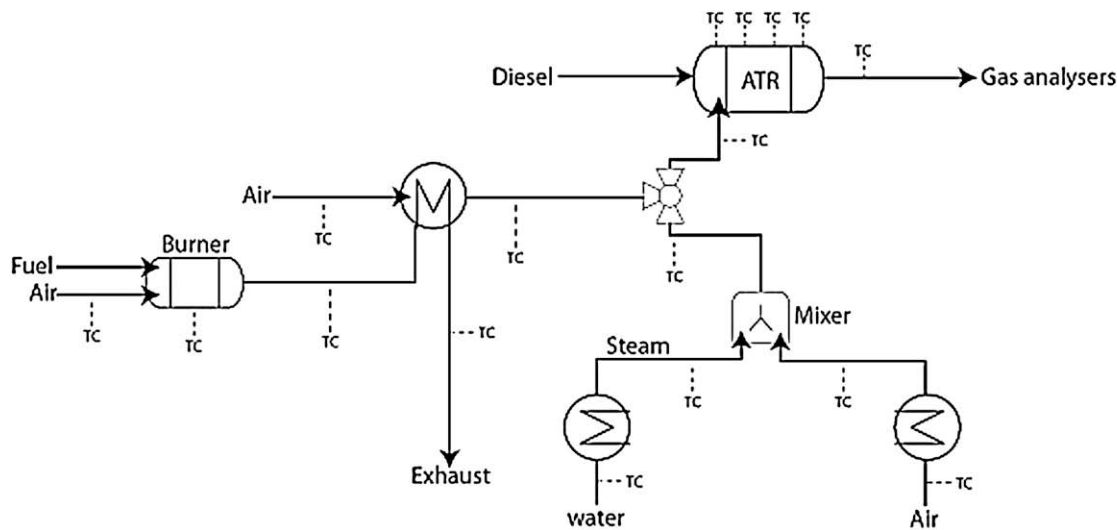 TC TC TC TC
TC
Diesel
ATR
Gas analysers
TC
Air
TC
TC
TC
Burner
Fuel
Air
TC
TC
TC
TC
Mixer
Steam
TC
TC
Exhaust
TC
TC
water
Air